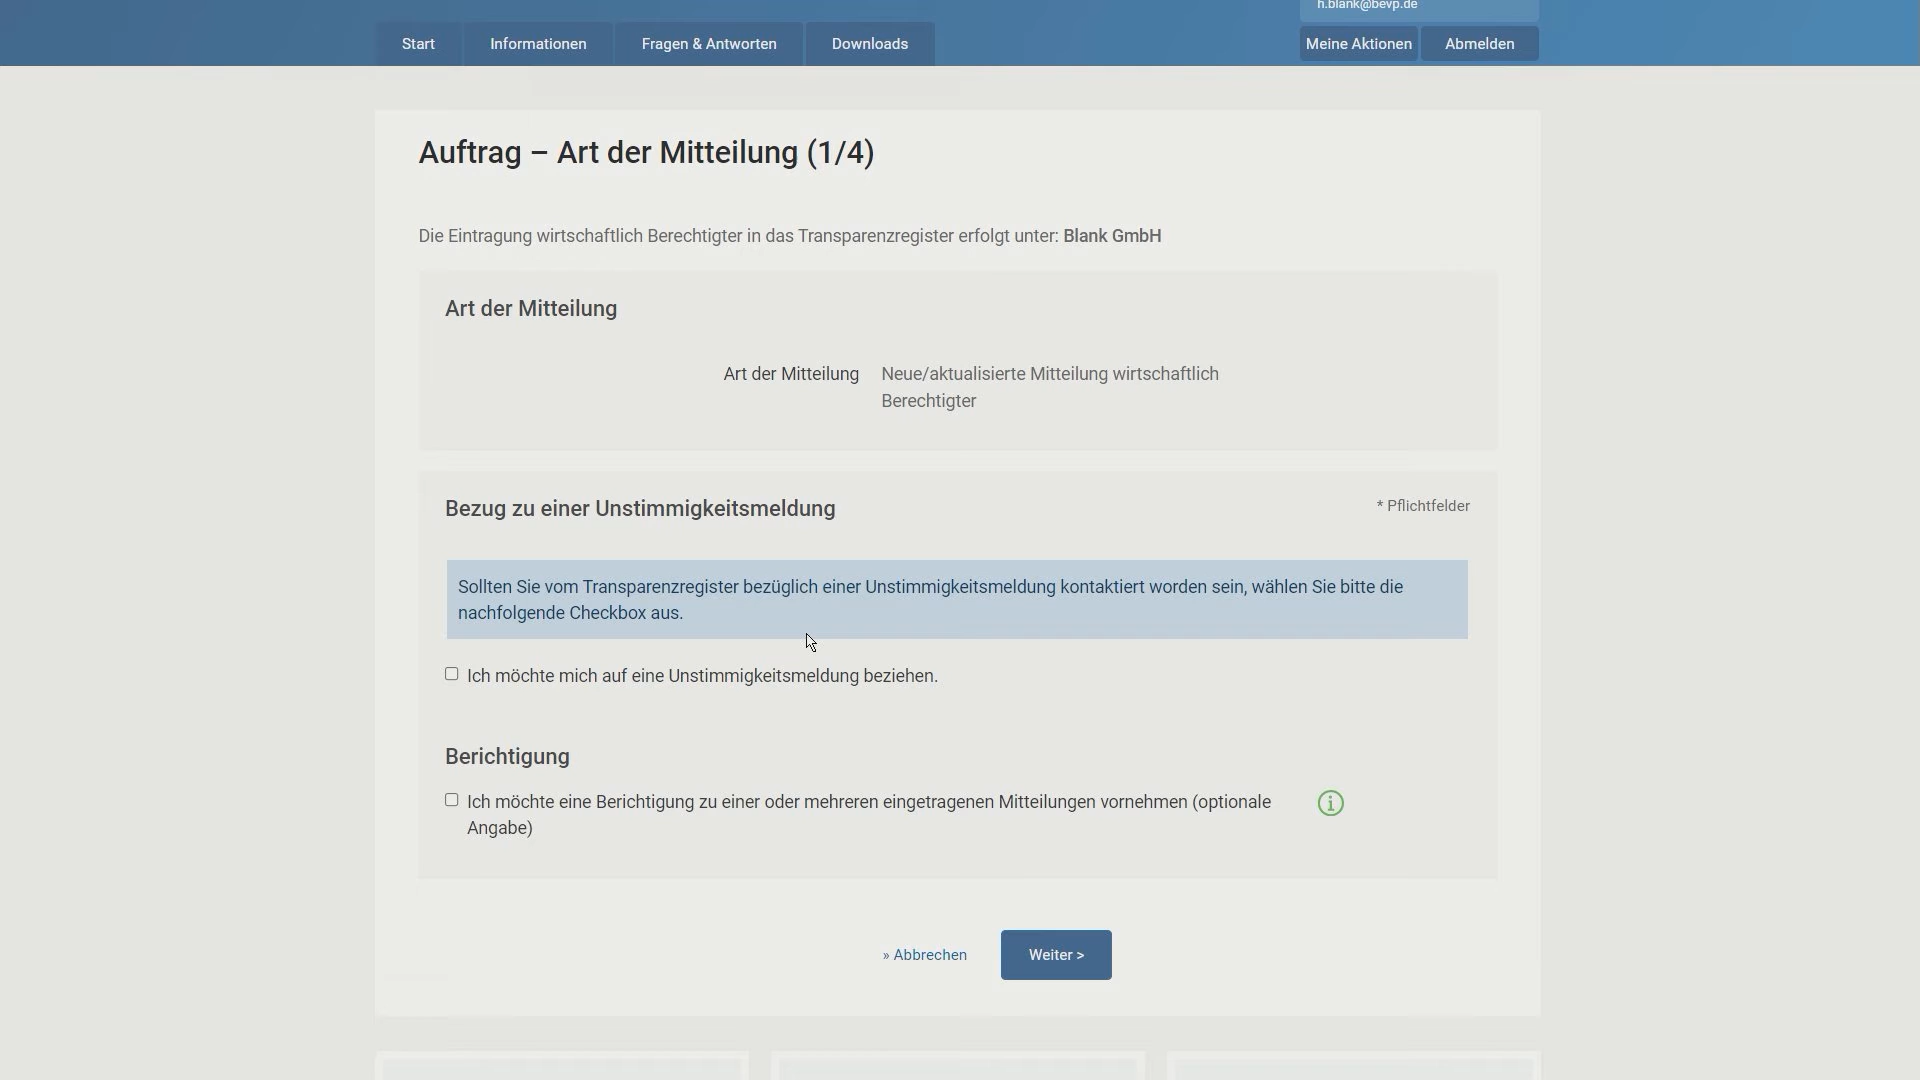 h.blank@bevp.de
Start
Informationen
Fragen & Antworten
Downloads
Meine Aktionen
Abmelden
Auftrag – Art der Mitteilung (1/4)
Die Eintragung wirtschaftlich Berechtigter in das Transparenzregister erfolgt unter: Blank GmbH
Art der Mitteilung
Art der Mitteilung
Neue/aktualisierte Mitteilung wirtschaftlich
Berechtigter
Bezug zu einer Unstimmigkeitsmeldung
* Pflichtfelder
Sollten Sie vom Transparenzregister bezüglich einer Unstimmigkeitsmeldung kontaktiert worden sein, wählen Sie bitte die
nachfolgende Checkbox aus.
Ich möchte mich auf eine Unstimmigkeitsmeldung beziehen.
Berichtigung
Ich möchte eine Berichtigung zu einer oder mehreren eingetragenen Mitteilungen vornehmen (optionale
Angabe)
» Abbrechen
Weiter >